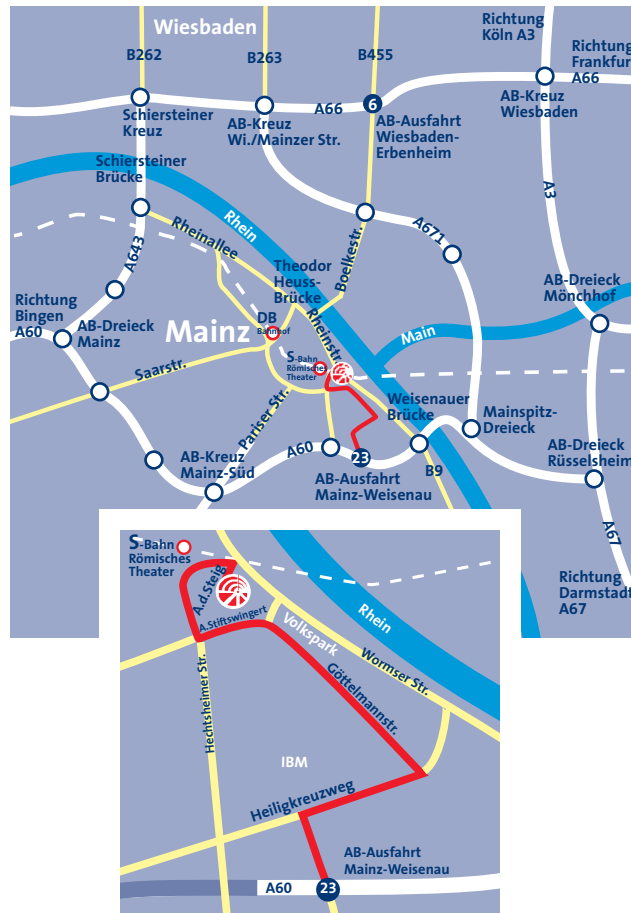 Wiesbaden
Richtung
Köln A3
B262
B263
B455
Richtung
Frankfur
A66
A66
6
Schiersteiner
Kreuz
AB-Kreuz
Wi./Mainzer Str.
AB-Ausfahrt
Wiesbaden-
Erbenheim
AB-Kreuz
Wiesbaden
Schiersteiner
Brücke
A3
Rheinallee
Rhein
A643
Boelkestr.
A671
Theodor
Heuss-
Brücke
AB-Dreieck
Mönchhof
Richtung
Bingen
A60
AB-Dreieck
Mainz
Mainz
DB
Bahnhof
Rheinstr.
Main
Saarstr.
S-Bahn
Römisches
Theater
Pariser Str.
Weisenauer
Brücke
Mainspitz-
Dreieck
AB-Kreuz
Mainz-Süd
A60
23
B9
AB-Ausfahrt
Mainz-Weisenau
AB-Dreieck
Rüsselsheim
A67
Richtung
Darmstadt
A67
S-Bahn
Römisches
Theater
A.d.Steig
A.Stiftswingert
Volkspark
Rhein
Wormser Str.
Hechtsheimer Str.
Göttelmannstr.
IBM
Heiligkreuzweg
AB-Ausfahrt
Mainz-Weisenau
A60
23